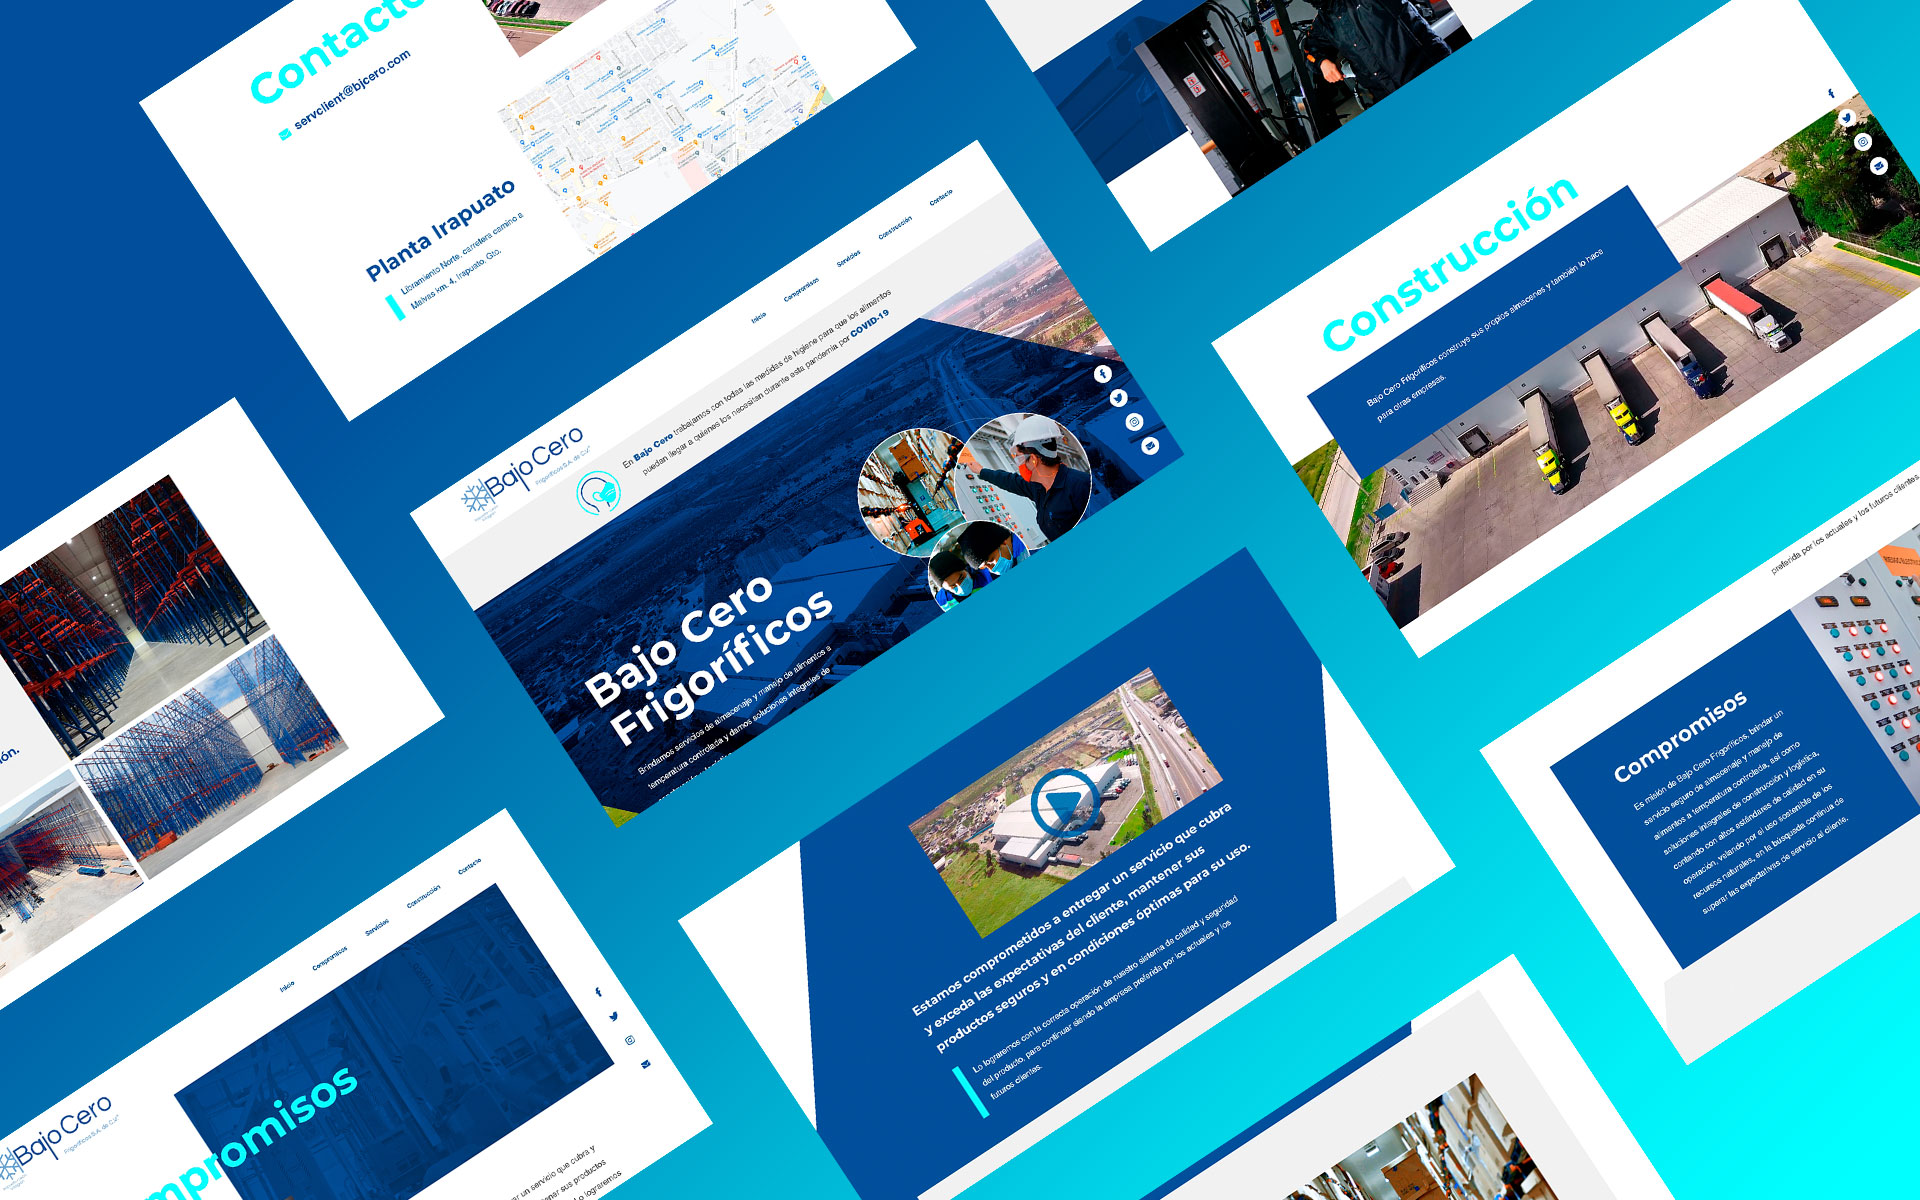 Contacto
servclient@bjcero.com
Planta Irapuato
Libramiento Norte, carretera camino a
Malvas km. 4, Irapuato, Gto.
Inicio
Compromisos
Servicios
Construcción
Contacto
BajoCero
Frigoríficos S.A. de C.V.
En Bajo Cero trabajamos con todas las medidas de higiene para que los alimentos
puedan llegar a quienes los necesitan durante esta pandemia por COVID-19
Bajo Cero
Frigoríficos
Brindamos servicios de almacenaje y manejo de alimentos a
temperatura controlada y damos soluciones integrales de
Construcción
Bajo Cero Frigoríficos construye sus propios almacenes y también lo hace
para otras empresas.
preferida por los actuales y los futuros clientes.
Compromisos
Es misión de Bajo Cero Frigoríficos, brindar un
servicio seguro de almacenaje y manejo de
alimentos a temperatura controlada, así como
soluciones integrales de construcción y logística,
contando con altos estándares de calidad en su
operación, velando por el uso sostenible de los
recursos naturales, en la búsqueda continua de
superar las expectativas de servicio al cliente.
Estamos comprometidos a entregar un servicio que cubra
y exceda las expectativas del cliente, mantener sus
productos seguros y en condiciones óptimas para su uso.
Lo lograremos con la correcta operación de nuestro sistema de calidad y seguridad
del producto, para continuar siendo la empresa preferida por los actuales y los
futuros clientes.
ión.
Inicio
Compromisos
Servicios
Construcción
Contacto
BajoCero
Frigoríficos S.A. de C.V.
mpromisos
ar un servicio que cubra y
ner sus productos
lo lograremos